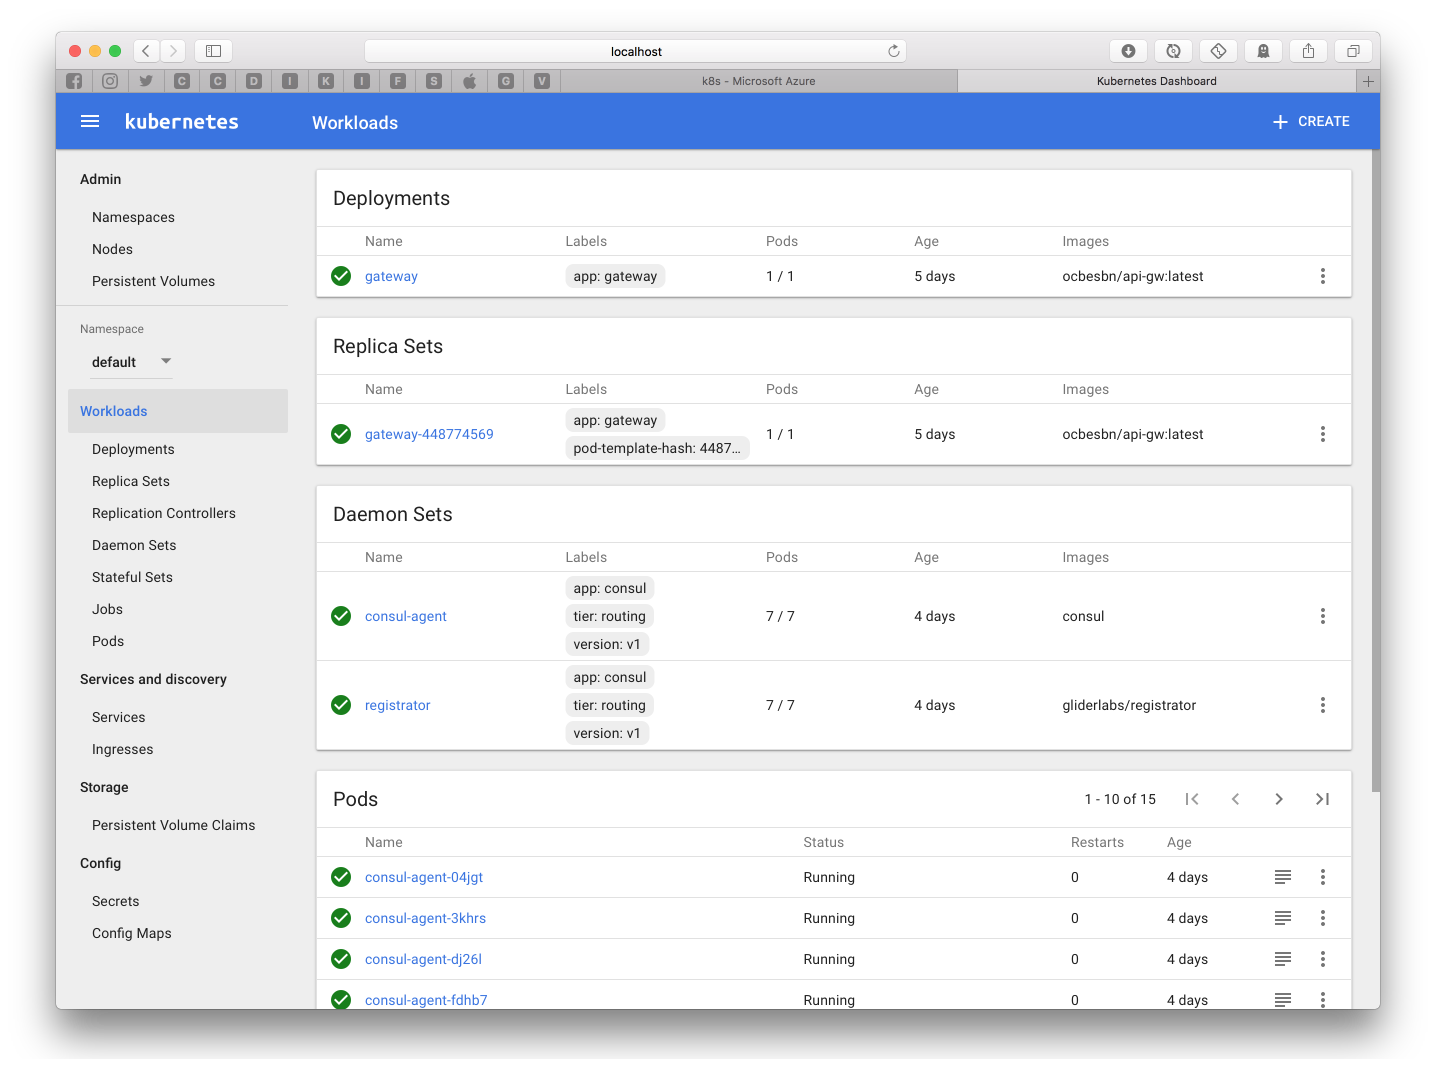 localhost
C C D I K I F S G V
k8s - Microsoft Azure
Kubernetes Dashboard
kubernetes
Workloads
CREATE
Admin
Namespaces
Nodes
Persistent Volumes
Namespace
default
Workloads
Deployments
Replica Sets
Replication Controllers
Daemon Sets
Stateful Sets
Jobs
Pods
Services and discovery
Services
Ingresses
Storage
Persistent Volume Claims
Config
Secrets
Config Maps
Deployments
Name Labels Pods Age Images
gateway app: gateway 1 / 1 5 days ocbesbn/api-gw:latest
Replica Sets
Name Labels Pods Age Images
app: gateway
gateway-448774569 1 / 1 5 days ocbesbn/api-gw:latest
pod-template-hash: 4487...
Daemon Sets
Name Labels Pods Age Images
app: consul
consul-agent tier: routing 7 / 7 4 days consul
version: v1
app: consul
registrator tier: routing 7 / 7 4 days gliderlabs/registrator
version: v1
Pods 1 - 10 of 15
Name Status Restarts Age
consul-agent-04jgt Running 0 4 days
consul-agent-3khrs Running 0 4 days
consul-agent-dj26l Running 0 4 days
consul-agent-fdhb7 Running 0 4 days